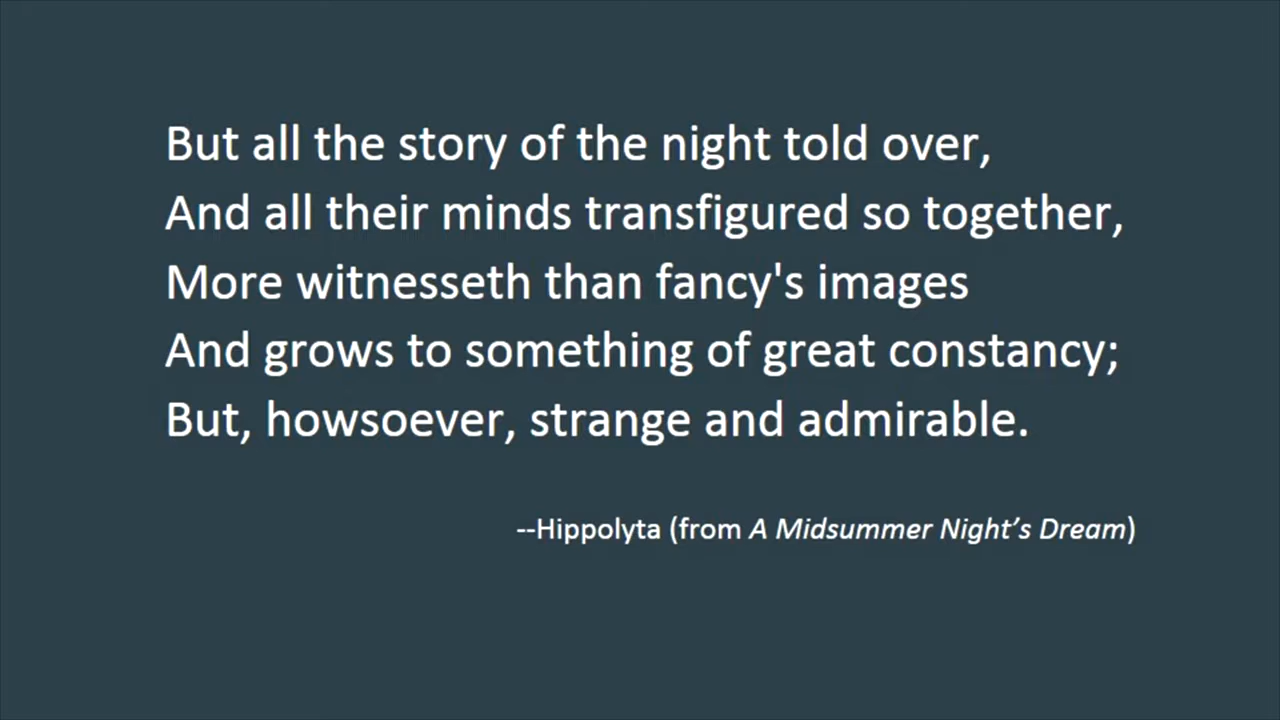 But all the story of the night told over,
And all their minds transfigured so together,
More witnesseth than fancy's images
And grows to something of great constancy;
But, howsoever, strange and admirable.
--Hippolyta (from A Midsummer Night’s Dream)